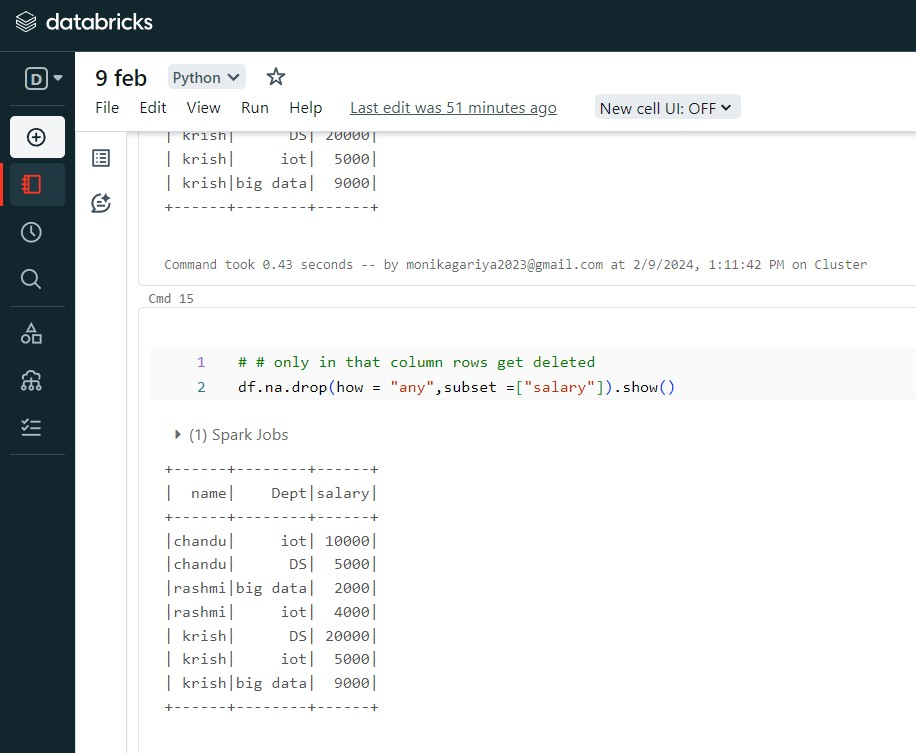 databricks
D
9 feb Python
File Edit View Run Help Last edit was 51 minutes ago New cell UI: OFF
| krish| DS| 20000|
| krish| iot| 5000|
| krish|big data| 9000|
+------+--------+------+
Command took 0.43 seconds -- by monikagariya2023@gmail.com at 2/9/2024, 1:11:42 PM on Cluster
Cmd 15
1 # # only in that column rows get deleted
2 df.na.drop(how = "any",subset =["salary"]).show()
(1) Spark Jobs
+------+--------+------+
| name| Dept|salary|
+------+--------+------+
|chandu| iot| 10000|
|chandu| DS| 5000|
|rashmi|big data| 2000|
|rashmi| iot| 4000|
| krish| DS| 20000|
| krish| iot| 5000|
| krish|big data| 9000|
+------+--------+------+